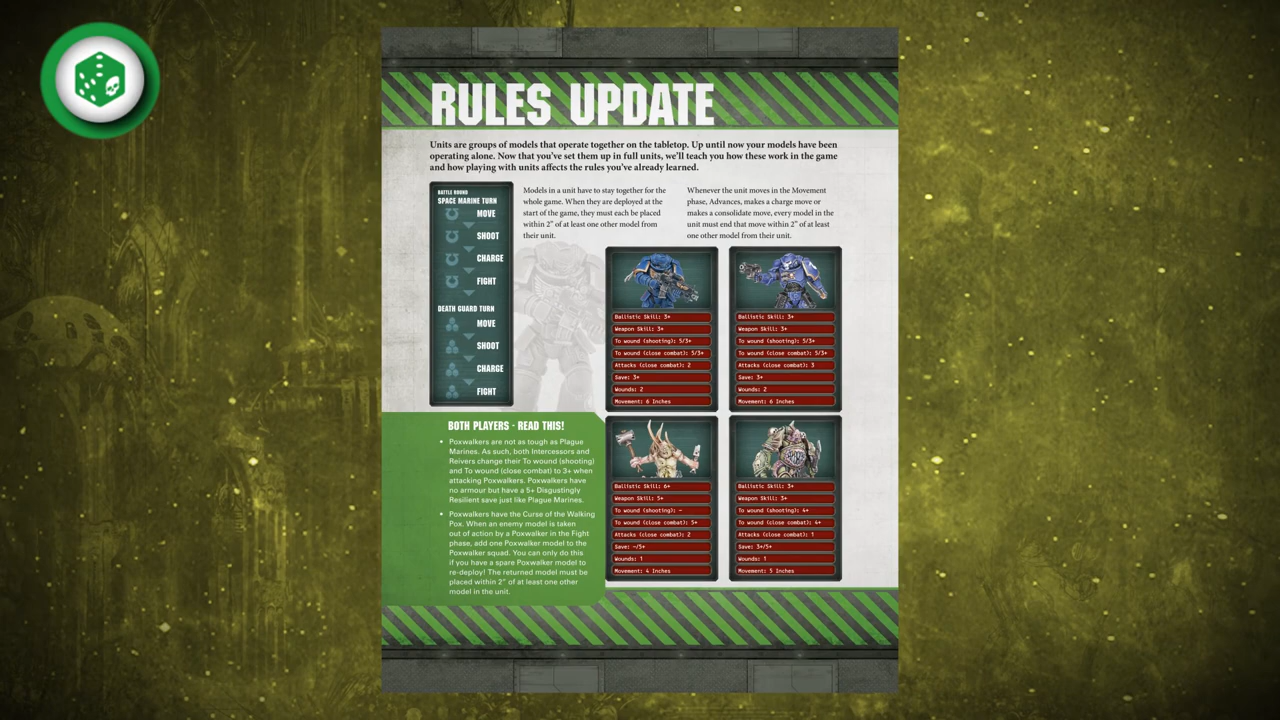 RULES UPDATE
Units are groups of models that operate together on the tabletop. Up until now your models have been
operating alone. Now that you've set them up in full units, we'll teach you how these work in the game
and how playing with units affects the rules you've already learned.
BATTLE ROUND
SPACE MARINE TURN
MOVE
SHOOT
CHARGE
FIGHT
DEATH GUARD TURN
MOVE
SHOOT
CHARGE
FIGHT
Models in a unit have to stay together for the
whole game. When they are deployed at the
start of the game, they must each be placed
within 2" of at least one other model from
their unit.
Whenever the unit moves in the Movement
phase, Advances, makes a charge move or
makes a consolidate move, every model in the
unit must end that move within 2" of at least
one other model from their unit.
Ballistic Skill: 3+
Weapon Skill: 3+
To wound (shooting): 5/3+
To wound (close combat): 5/3+
Attacks (close combat): 2
Save: 3+
Wounds: 2
Movement: 6 Inches
Ballistic Skill: 3+
Weapon Skill: 3+
To wound (shooting): 5/3+
To wound (close combat): 5/3+
Attacks (close combat): 3
Save: 3+
Wounds: 2
Movement: 6 Inches
BOTH PLAYERS - READ THIS!
• Poxwalkers are not as tough as Plague
Marines. As such, both Intercessors and
Reivers change their To wound (shooting)
and To wound (close combat) to 3+ when
attacking Poxwalkers. Poxwalkers have
no armour but have a 5+ Disgustingly
Resilient save just like Plague Marines.
• Poxwalkers have the Curse of the Walking
Pox. When an enemy model is taken
out of action by a Poxwalker in the Fight
phase, add one Poxwalker model to the
Poxwalker squad. You can only do this
if you have a spare Poxwalker model to
re-deploy! The returned model must be
placed within 2" of at least one other
model in the unit.
Ballistic Skill: 6+
Weapon Skill: 5+
To wound (shooting): -
To wound (close combat): 5+
Attacks (close combat): 2
Save: -/5+
Wounds: 1
Movement: 4 Inches
Ballistic Skill: 3+
Weapon Skill: 3+
To wound (shooting): 4+
To wound (close combat): 4+
Attacks (close combat): 1
Save: 3+/5+
Wounds: 1
Movement: 5 Inches